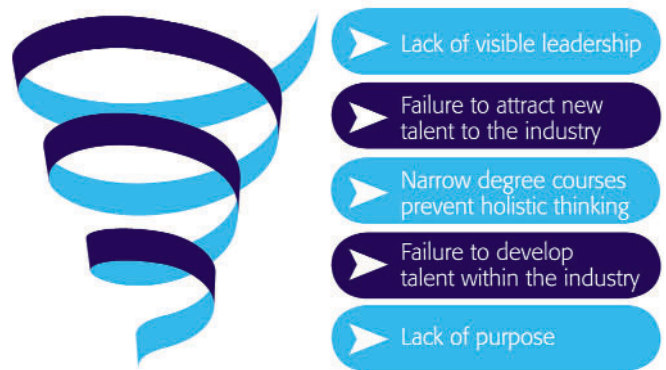 Lack of visible leadership
Failure to attract new
talent to the industry
Narrow degree courses
prevent holistic thinking
Failure to develop
talent within the industry
Lack of purpose